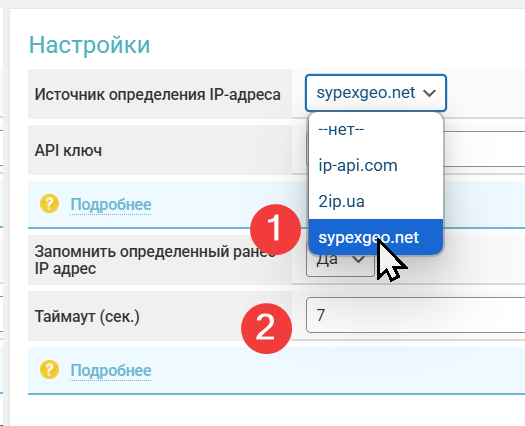 Настройки
Источник определения IP-адреса
sypexgeo.net
--нет--
API ключ
ip-api.com
Подробнее
2ip.ua
1
sypexgeo.net
Запомнить определенный ранее
IP адрес
Да
Таймаут (сек.)
2
7
Подробнее